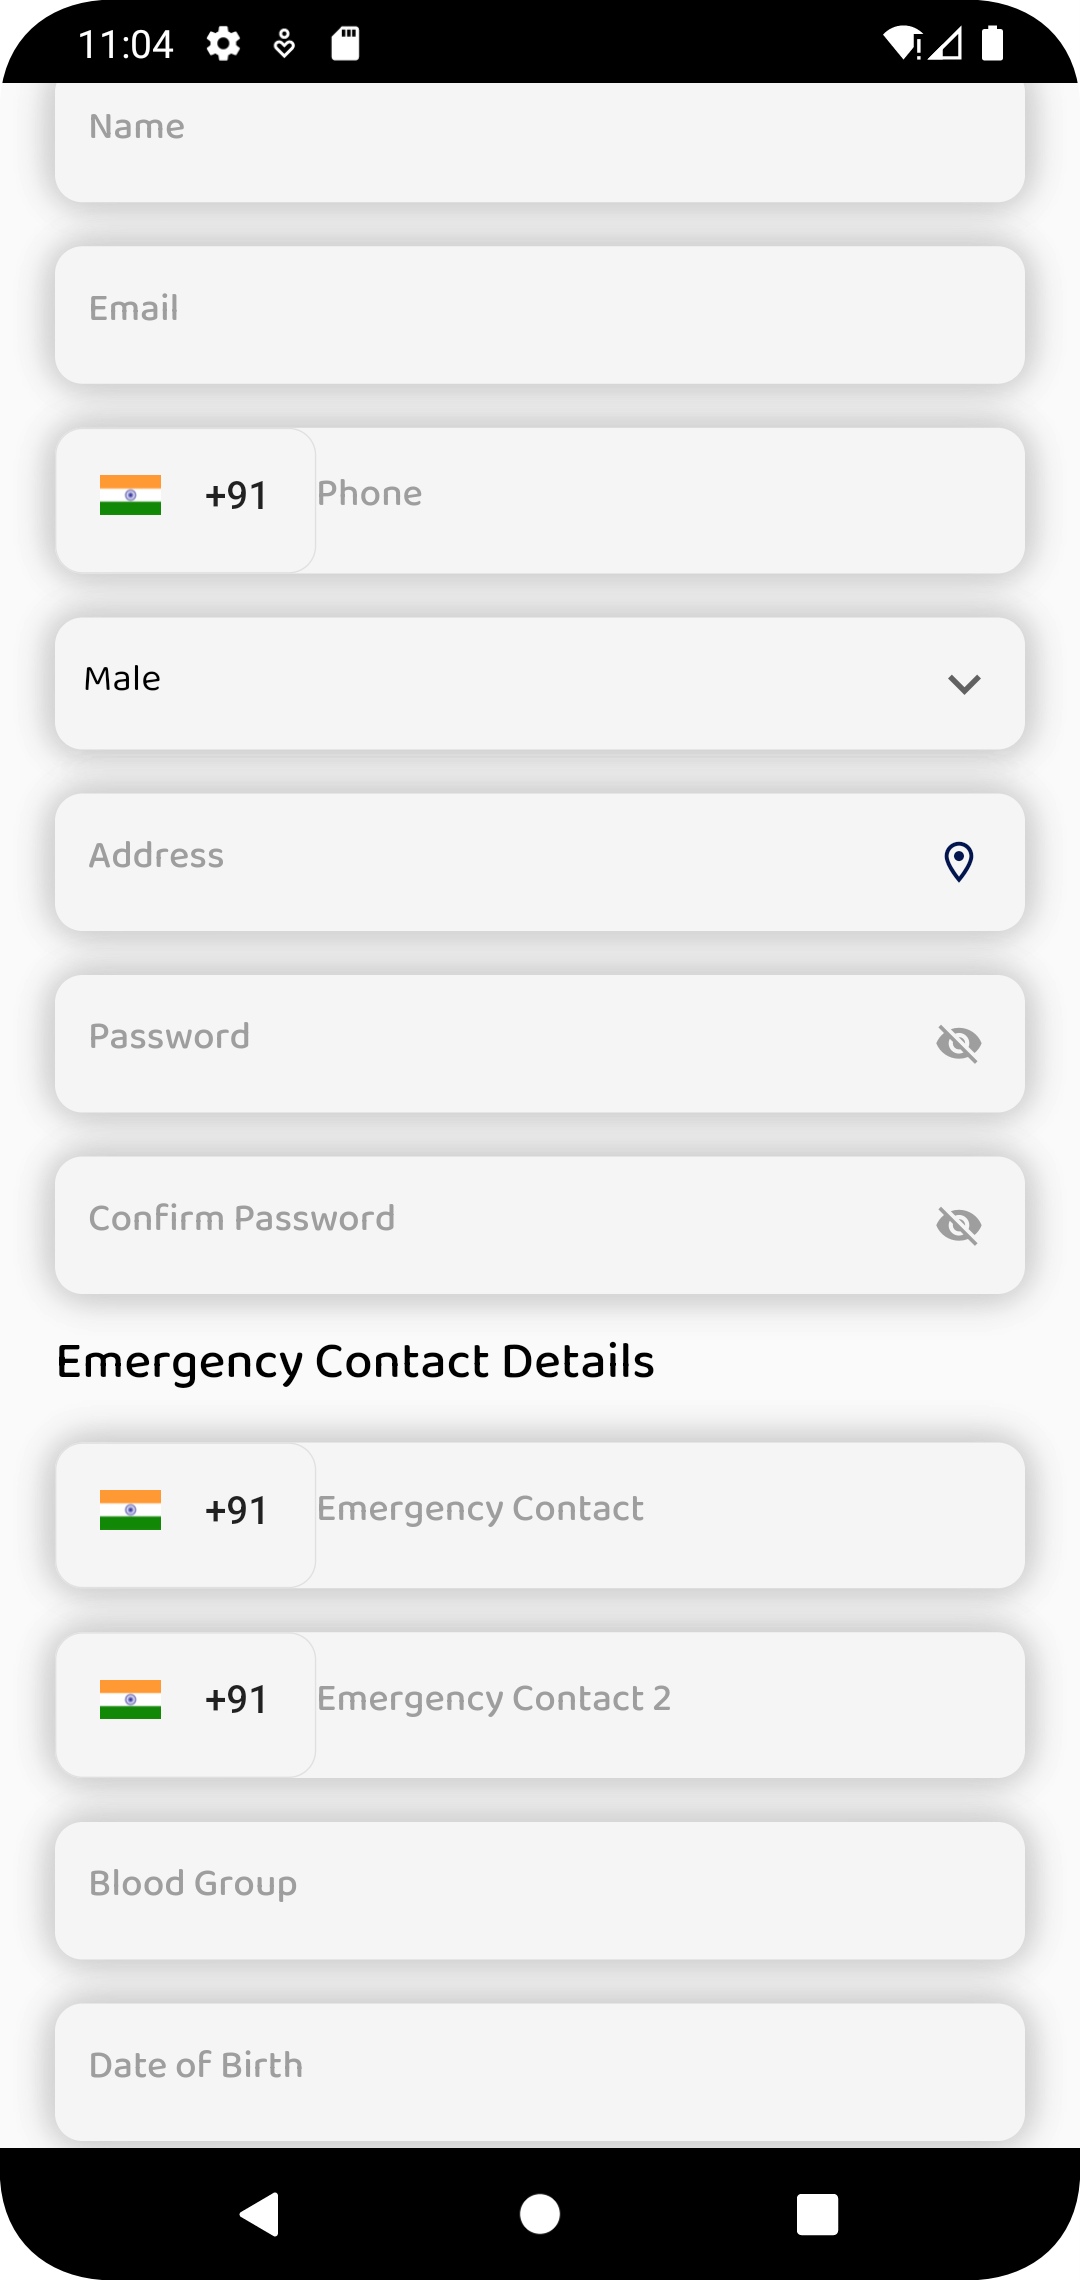 11:04
Name
Email
+91 Phone
Male
Address
Password
Confirm Password
Emergency Contact Details
+91 Emergency Contact
+91 Emergency Contact 2
Blood Group
Date of Birth